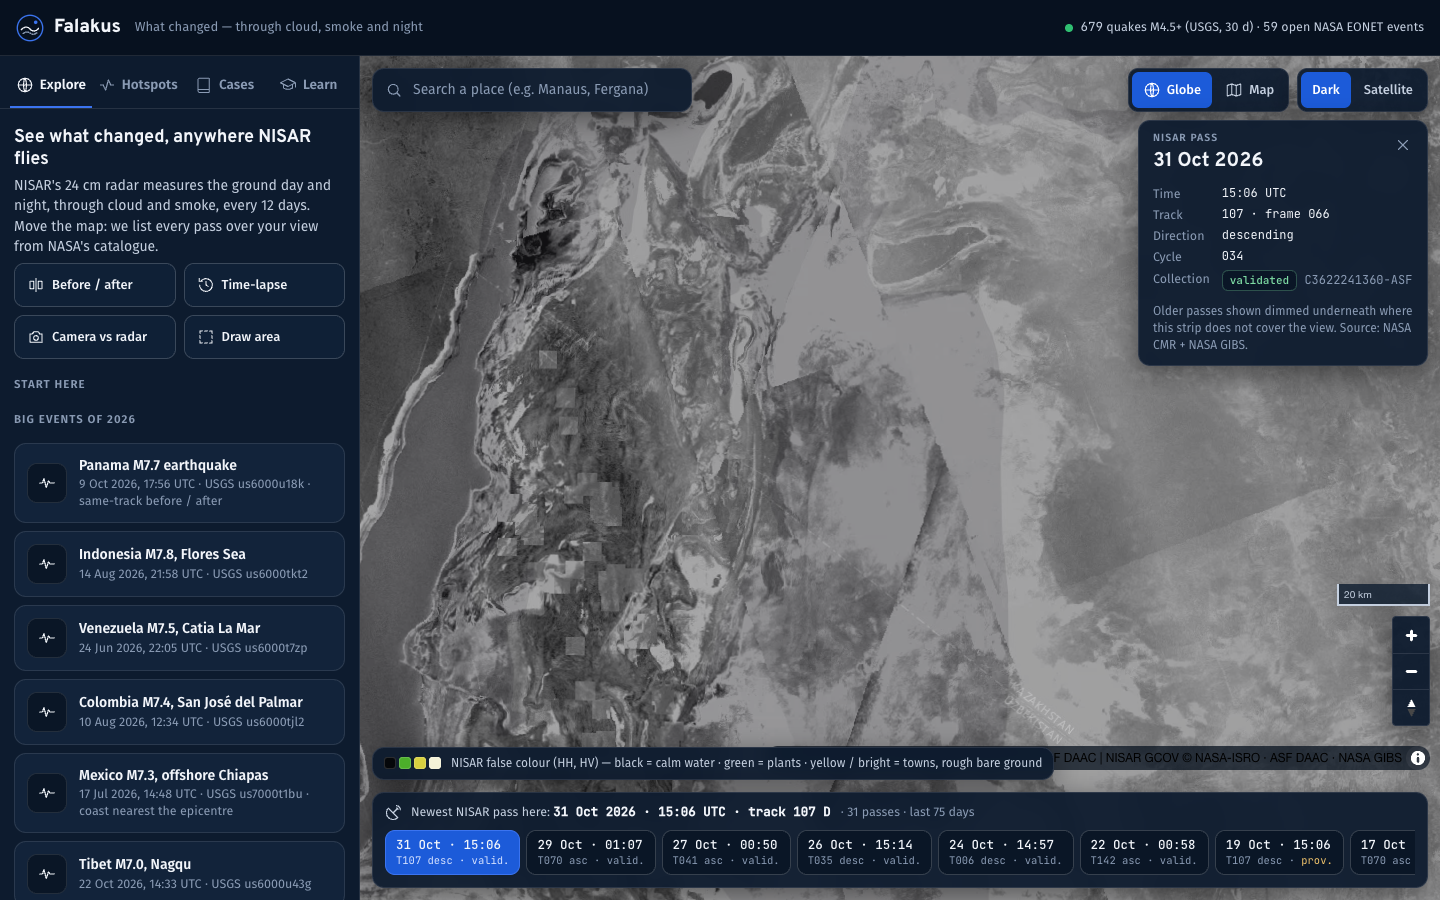 Falakus
What changed — through cloud, smoke and night
679 quakes M4.5+ (USGS, 30 d) · 59 open NASA EONET events
Explore
Hotspots
Cases
Learn
See what changed, anywhere NISAR
flies
NISAR's 24 cm radar measures the ground day and
night, through cloud and smoke, every 12 days.
Move the map: we list every pass over your view
from NASA's catalogue.
Before / after
Time-lapse
Camera vs radar
Draw area
START HERE
BIG EVENTS OF 2026
Panama M7.7 earthquake
9 Oct 2026, 17:56 UTC · USGS us6000u18k ·
same-track before / after
Indonesia M7.8, Flores Sea
14 Aug 2026, 21:58 UTC · USGS us6000tkt2
Venezuela M7.5, Catia La Mar
24 Jun 2026, 22:05 UTC · USGS us6000t7zp
Colombia M7.4, San José del Palmar
10 Aug 2026, 12:34 UTC · USGS us6000tjl2
Mexico M7.3, offshore Chiapas
17 Jul 2026, 14:48 UTC · USGS us7000t1bu ·
coast nearest the epicentre
Tibet M7.0, Nagqu
22 Oct 2026, 14:33 UTC · USGS us6000u43g
Search a place (e.g. Manaus, Fergana)
Globe
Map
Dark
Satellite
NISAR PASS
31 Oct 2026
Time 15:06 UTC
Track 107 · frame 066
Direction descending
Cycle 034
Collection validated C3622241360-ASF
Older passes shown dimmed underneath where
this strip does not cover the view. Source: NASA
CMR + NASA GIBS.
20 km
UZBEKISTAN
NISAR false colour (HH, HV) — black = calm water · green = plants · yellow / bright = towns, rough bare ground
F DAAC | NISAR GCOV © NASA-ISRO · ASF DAAC · NASA GIBS
Newest NISAR pass here: 31 Oct 2026 · 15:06 UTC · track 107 D · 31 passes · last 75 days
31 Oct · 15:06
T107 desc · valid.
29 Oct · 01:07
T070 asc · valid.
27 Oct · 00:50
T041 asc · valid.
26 Oct · 15:14
T035 desc · valid.
24 Oct · 14:57
T006 desc · valid.
22 Oct · 00:58
T142 asc · valid.
19 Oct · 15:06
T107 desc · prov.
17 Oct
T070 asc